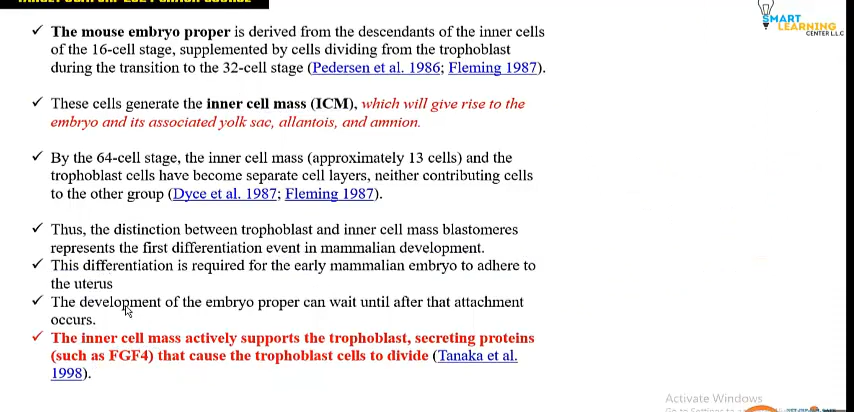 SMART
LEARNING
CENTER L.L.C
✓ The mouse embryo proper is derived from the descendants of the inner cells
of the 16-cell stage, supplemented by cells dividing from the trophoblast
during the transition to the 32-cell stage (Pedersen et al. 1986; Fleming 1987).
✓ These cells generate the inner cell mass (ICM), which will give rise to the
embryo and its associated yolk sac, allantois, and amnion.
✓ By the 64-cell stage, the inner cell mass (approximately 13 cells) and the
trophoblast cells have become separate cell layers, neither contributing cells
to the other group (Dyce et al. 1987; Fleming 1987).
✓ Thus, the distinction between trophoblast and inner cell mass blastomeres
represents the first differentiation event in mammalian development.
✓ This differentiation is required for the early mammalian embryo to adhere to
the uterus
✓ The development of the embryo proper can wait until after that attachment
occurs.
✓ The inner cell mass actively supports the trophoblast, secreting proteins
(such as FGF4) that cause the trophoblast cells to divide (Tanaka et al.
1998).
Activate Windows